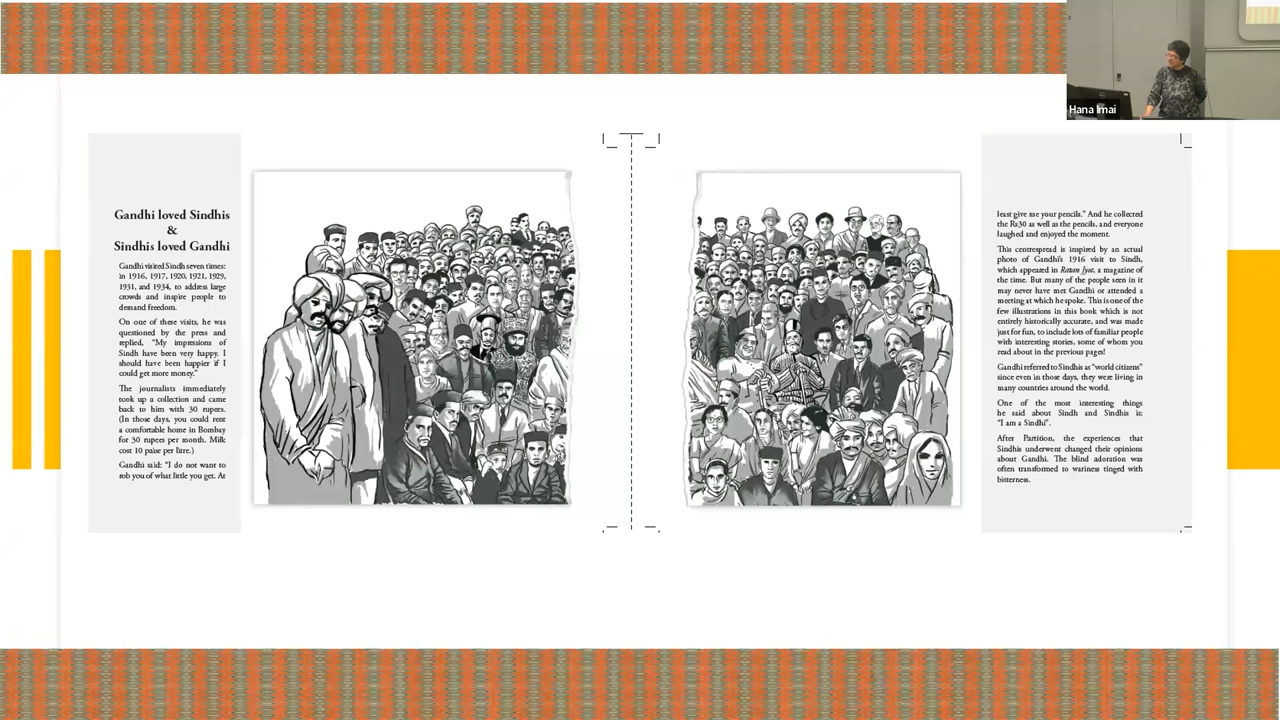 Hana Imai
Gandhi loved Sindhis
&
Sindhis loved Gandhi
Gandhi visited Sindh seven times:
in 1916, 1917, 1920, 1921, 1929,
1931, and 1934, to address large
crowds and inspire people to
demand freedom.
On one of these visits, he was
questioned by the press and
replied, “My impressions of
Sindh have been very happy. I
should have been happier if I
could get more money.”
The journalists immediately
took up a collection and came
back to him with 30 rupees.
(In those days, you could rent
a comfortable home in Bombay
for 30 rupees per month. Milk
cost 10 paise per litre.)
Gandhi said: “I do not want to
rob you of what little you get. At
least give me your pencils.” And he collected
the Rs30 as well as the pencils, and everyone
laughed and enjoyed the moment.
This centrespread is inspired by an actual
photo of Gandhi’s 1916 visit to Sindh,
which appeared in Ratan Jyot, a magazine of
the time. But many of the people seen in it
may never have met Gandhi or attended a
meeting at which he spoke. This is one of the
few illustrations in this book which is not
entirely historically accurate, and was made
just for fun, to include lots of familiar people
with interesting stories, some of whom you
read about in the previous pages!
Gandhi referred to Sindhis as “world citizens”
since even in those days, they were living in
many countries around the world.
One of the most interesting things
he said about Sindh and Sindhis is:
“I am a Sindhi”.
After Partition, the experiences that
Sindhis underwent changed their opinions
about Gandhi. The blind adoration was
often transformed to wariness tinged with
bitterness.